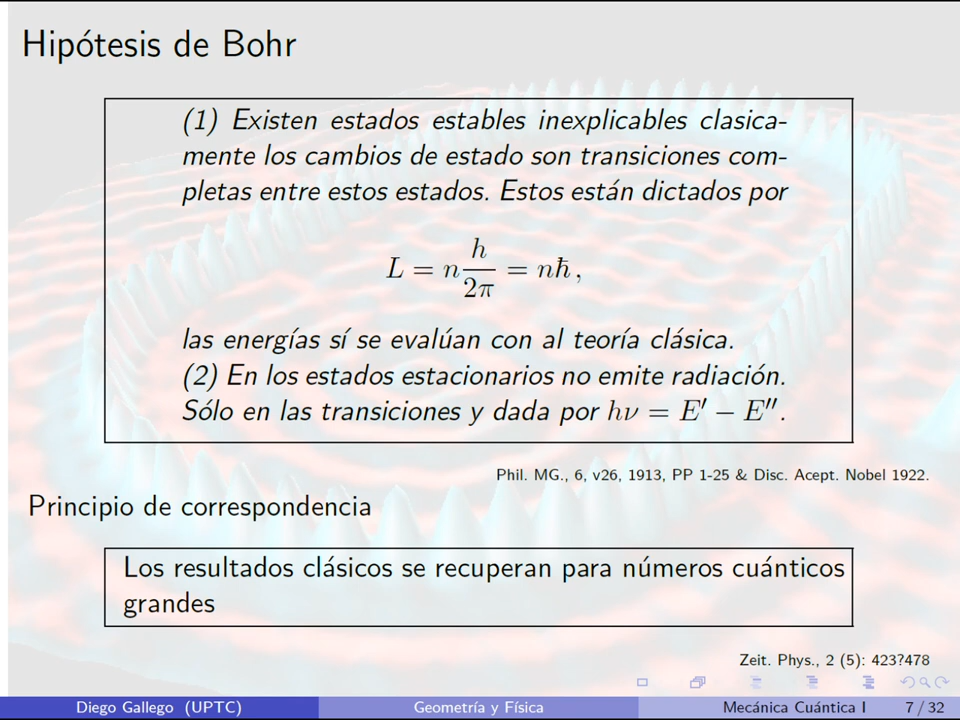 Hipótesis de Bohr
(1) Existen estados estables inexplicables clasica-
mente los cambios de estado son transiciones com-
pletas entre estos estados. Estos están dictados por
L = n h/2π = nℏ ,
las energías sí se evalúan con al teoría clásica.
(2) En los estados estacionarios no emite radiación.
Sólo en las transiciones y dada por hν = E′ − E″.
Phil. MG., 6, v26, 1913, PP 1-25 & Disc. Acept. Nobel 1922.
Principio de correspondencia
Los resultados clásicos se recuperan para números cuánticos
grandes
Zeit. Phys., 2 (5): 423?478
Diego Gallego (UPTC) Geometría y Física Mecánica Cuántica I 7 / 32